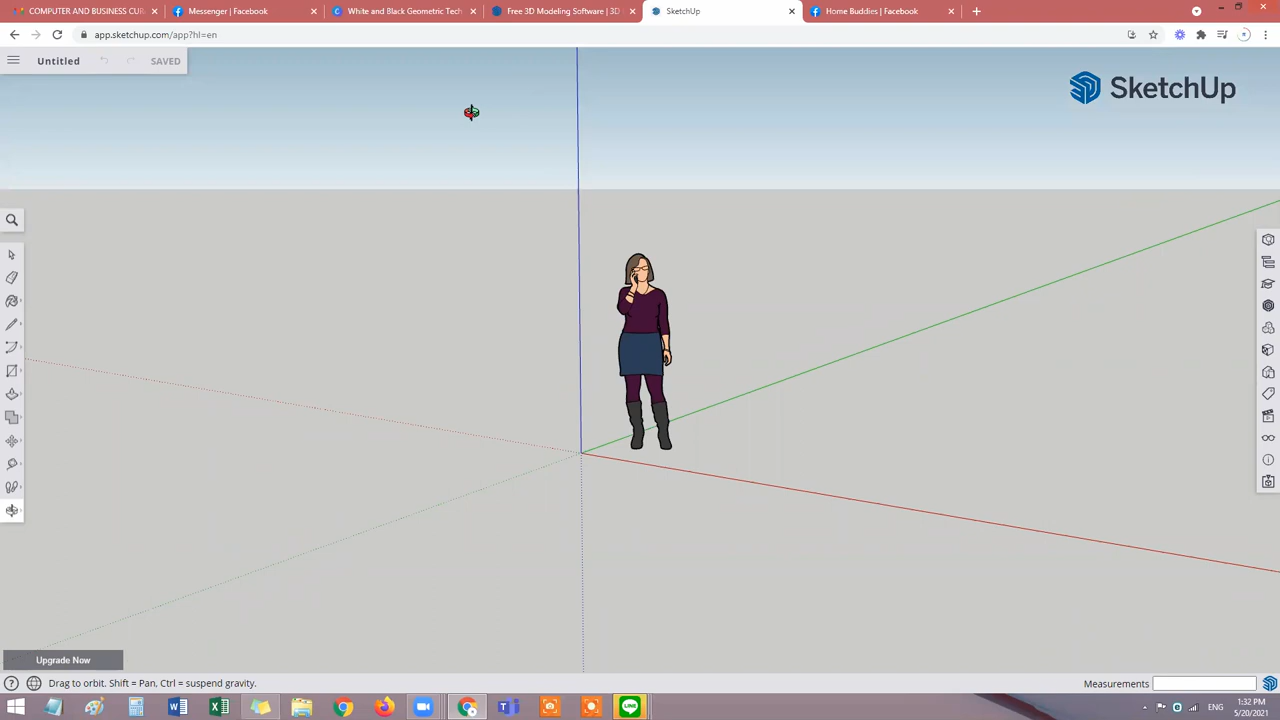 COMPUTER AND BUSINESS CUR
Messenger | Facebook
White and Black Geometric Tech
Free 3D Modeling Software | 3D
SketchUp
Home Buddies | Facebook
app.sketchup.com/app?hl=en
Untitled
SAVED
SketchUp
Upgrade Now
Drag to orbit. Shift = Pan, Ctrl = suspend gravity.
Measurements
LINE
ENG
1:32 PM
5/20/2021